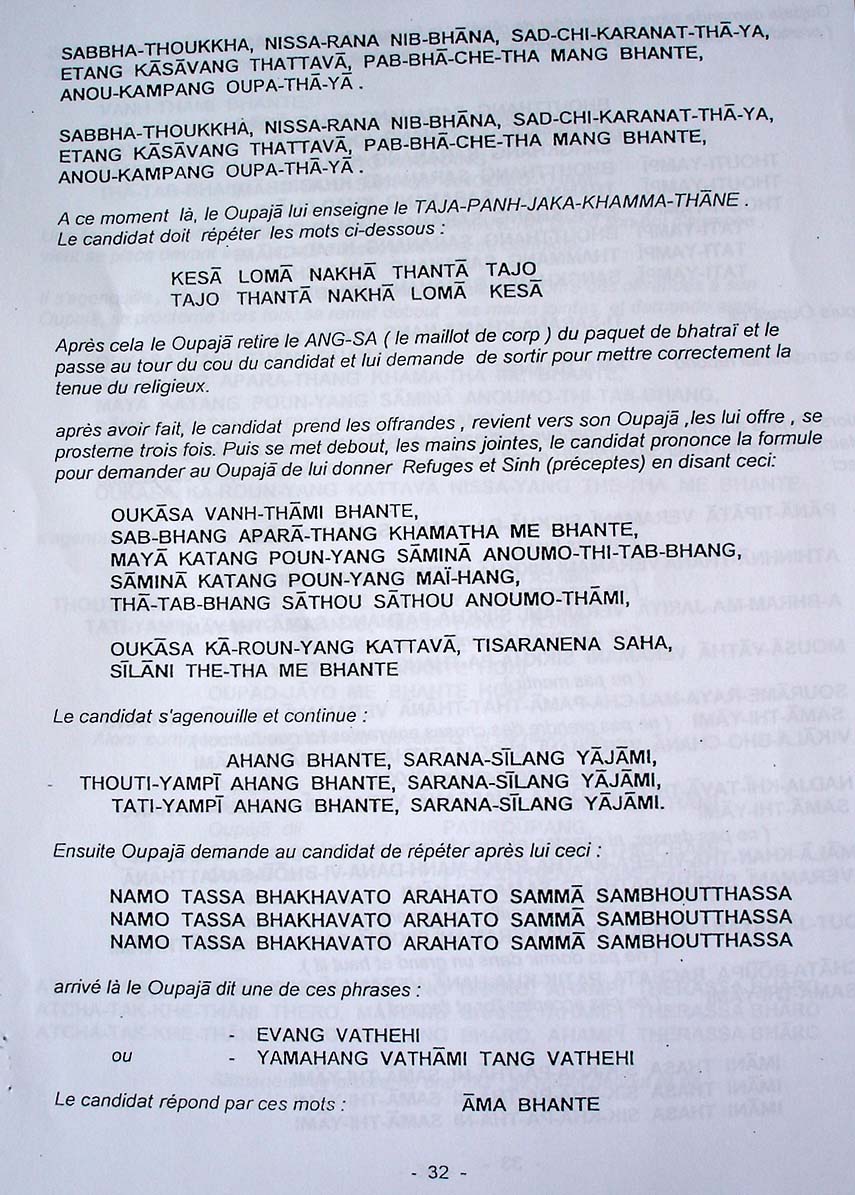 SABBHA-THOUKKHA, NISSA-RANA NIB-BHĀNA, SAD-CHI-KARANAT-THĀ-YA,
ETANG KĀSĀVANG THATTAVĀ, PAB-BHĀ-CHE-THA MANG BHANTE,
ANOU-KAMPANG OUPA-THĀ-YĀ .
SABBHA-THOUKKHA, NISSA-RANA NIB-BHĀNA, SAD-CHI-KARANAT-THĀ-YA,
ETANG KĀSĀVANG THATTAVĀ, PAB-BHĀ-CHE-THA MANG BHANTE,
ANOU-KAMPANG OUPA-THĀ-YĀ .
A ce moment là, le Oupajā lui enseigne le TAJA-PANH-JAKA-KHAMMA-THĀNE .
Le candidat doit répéter les mots ci-dessous :
KESĀ LOMĀ NAKHĀ THANTĀ TAJO
TAJO THANTĀ NAKHĀ LOMĀ KESĀ
Après cela le Oupajā retire le ANG-SA ( le maillot de corp ) du paquet de bhatraï et le
passe au tour du cou du candidat et lui demande de sortir pour mettre correctement la
tenue du religieux.
après avoir fait, le candidat prend les offrandes , revient vers son Oupajā ,les lui offre , se
prosterne trois fois. Puis se met debout, les mains jointes, le candidat prononce la formule
pour demander au Oupajā de lui donner Refuges et Sinh (préceptes) en disant ceci:
OUKĀSA VANH-THĀMI BHANTE,
SAB-BHANG APARĀ-THANG KHAMATHA ME BHANTE,
MAYĀ KATANG POUN-YANG SĀMINĀ ANOUMO-THI-TAB-BHANG,
SĀMINĀ KATANG POUN-YANG MAÏ-HANG,
THĀ-TAB-BHANG SĀTHOU SĀTHOU ANOUMO-THĀMI,
OUKĀSA KĀ-ROUN-YANG KATTAVĀ, TISARANENA SAHA,
SĪLĀNI THE-THA ME BHANTE
Le candidat s'agenouille et continue :
AHANG BHANTE, SARANA-SĪLANG YĀJĀMI,
THOUTI-YAMPĪ AHANG BHANTE, SARANA-SĪLANG YĀJĀMI,
TATI-YAMPĪ AHANG BHANTE, SARANA-SĪLANG YĀJĀMI.
Ensuite Oupajā demande au candidat de répéter après lui ceci :
NAMO TASSA BHAKHAVATO ARAHATO SAMMĀ SAMBHOUTTHASSA
NAMO TASSA BHAKHAVATO ARAHATO SAMMĀ SAMBHOUTTHASSA
NAMO TASSA BHAKHAVATO ARAHATO SAMMĀ SAMBHOUTTHASSA
arrivé là le Oupajā dit une de ces phrases :
- EVANG VATHEHI
ou - YAMAHANG VATHĀMI TANG VATHEHI
Le candidat répond par ces mots : ĀMA BHANTE
- 32 -